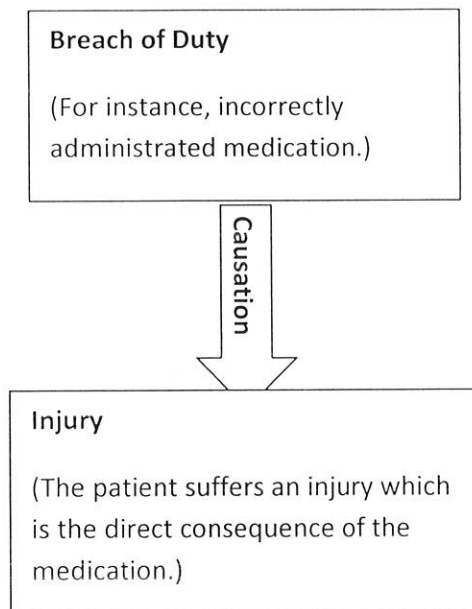 Breach of Duty
(For instance, incorrectly
administrated medication.)
Causation
Injury
(The patient suffers an injury which
is the direct consequence of the
medication.)